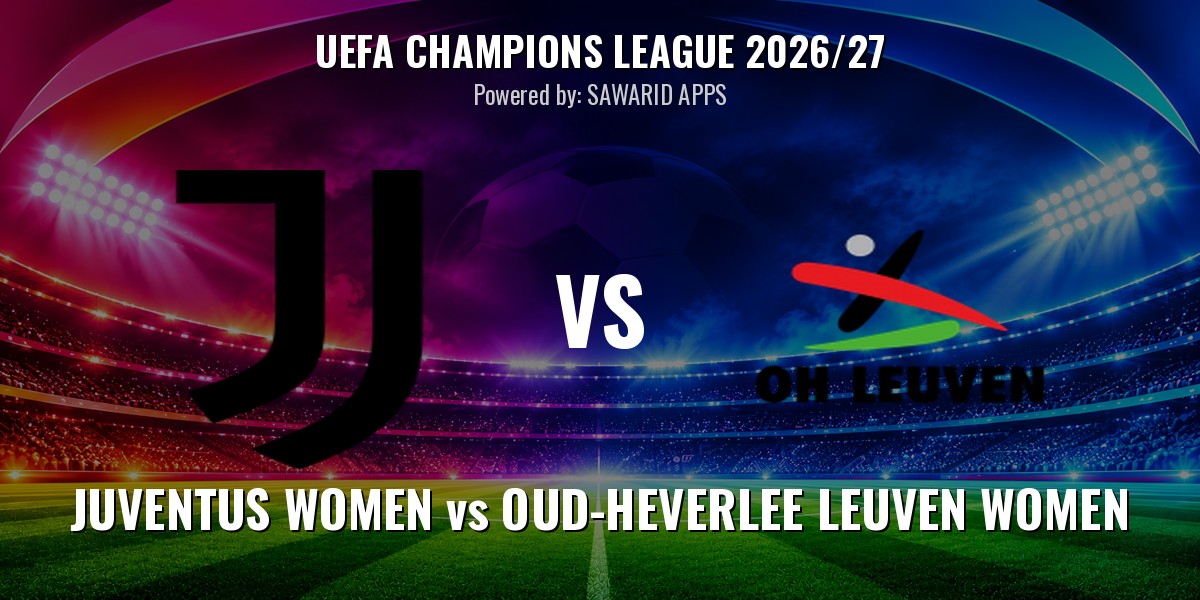 UEFA CHAMPIONS LEAGUE 2026/27
Powered by: SAWARID APPS
VS
OH LEUVEN
JUVENTUS WOMEN vs OUD-HEVERLEE LEUVEN WOMEN